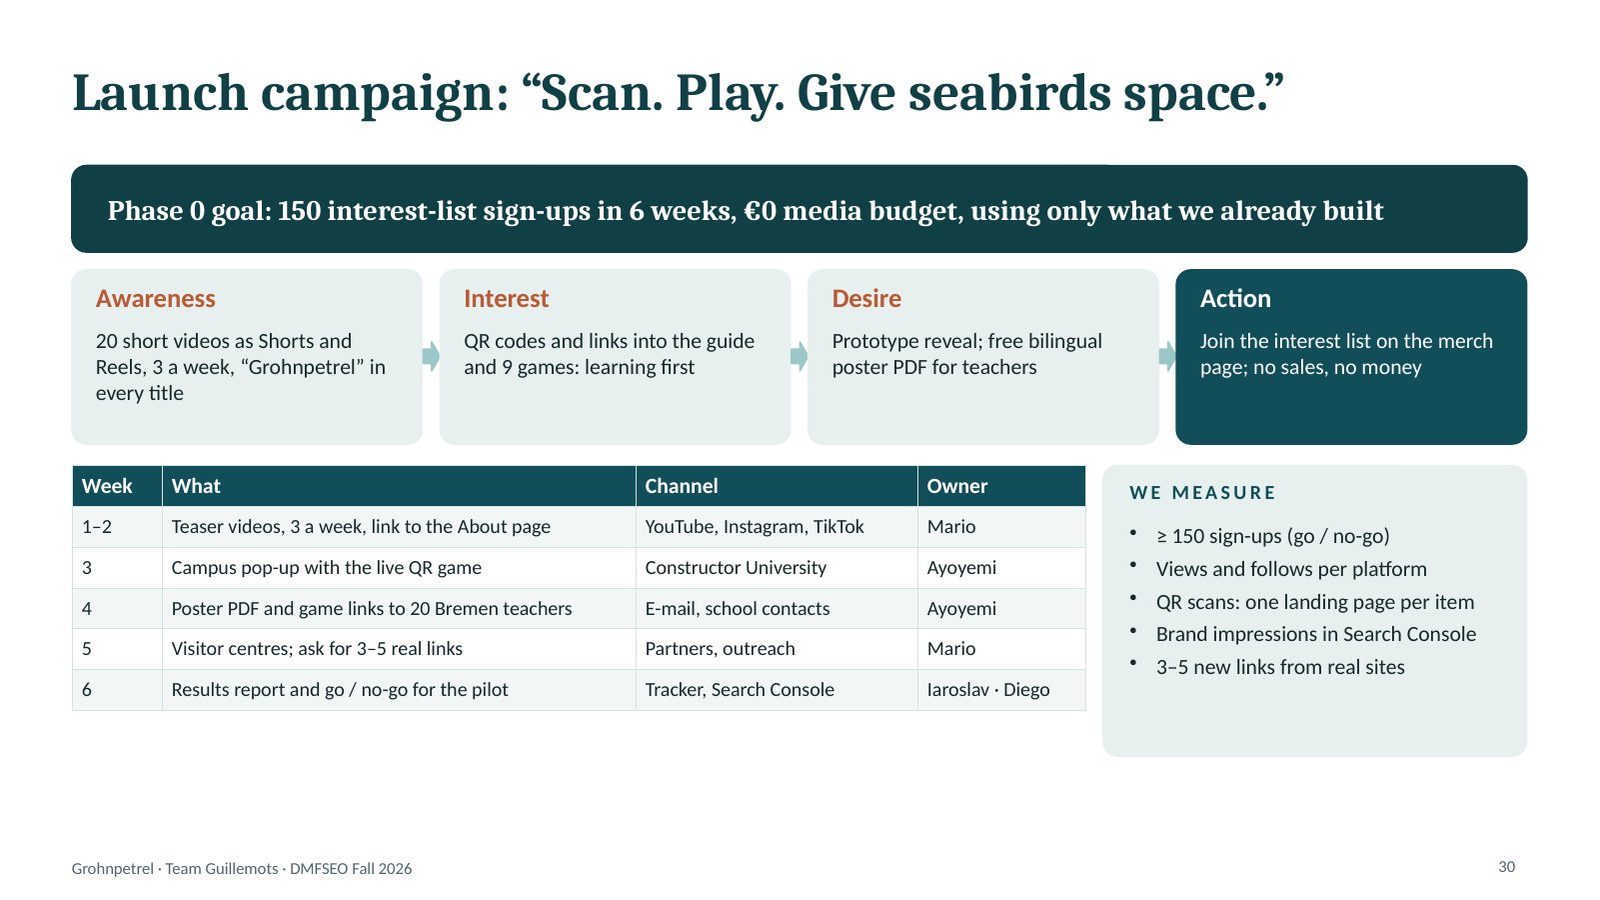 Launch campaign: “Scan. Play. Give seabirds space.”
Phase 0 goal: 150 interest-list sign-ups in 6 weeks, €0 media budget, using only what we already built
Awareness
20 short videos as Shorts and
Reels, 3 a week, “Grohnpetrel” in
every title
Interest
QR codes and links into the guide
and 9 games: learning first
Desire
Prototype reveal; free bilingual
poster PDF for teachers
Action
Join the interest list on the merch
page; no sales, no money
Week What Channel Owner
1–2 Teaser videos, 3 a week, link to the About page YouTube, Instagram, TikTok Mario
3 Campus pop-up with the live QR game Constructor University Ayoyemi
4 Poster PDF and game links to 20 Bremen teachers E-mail, school contacts Ayoyemi
5 Visitor centres; ask for 3–5 real links Partners, outreach Mario
6 Results report and go / no-go for the pilot Tracker, Search Console Iaroslav · Diego
WE MEASURE
• ≥ 150 sign-ups (go / no-go)
• Views and follows per platform
• QR scans: one landing page per item
• Brand impressions in Search Console
• 3–5 new links from real sites
Grohnpetrel · Team Guillemots · DMFSEO Fall 2026
30